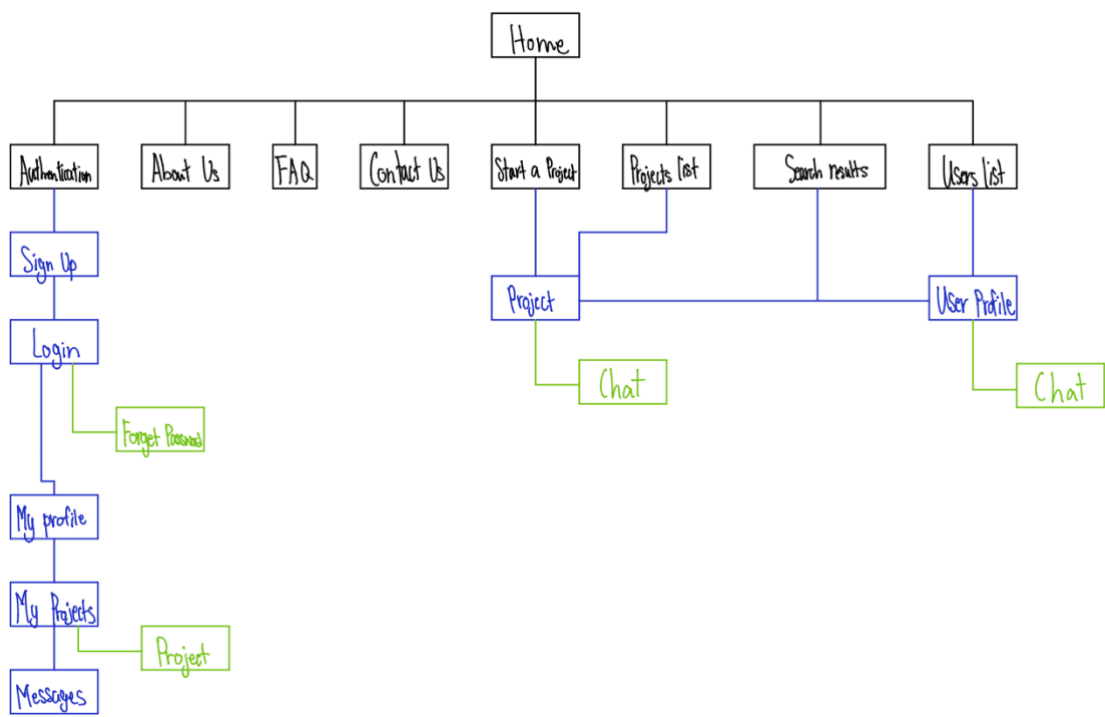 Home
Authentication
About Us
FAQ
Contact Us
Start a Project
Projects list
Search results
Users list
Sign Up
Project
User Profile
Login
Chat
Chat
Forget Password
My profile
My Projects
Project
Messages